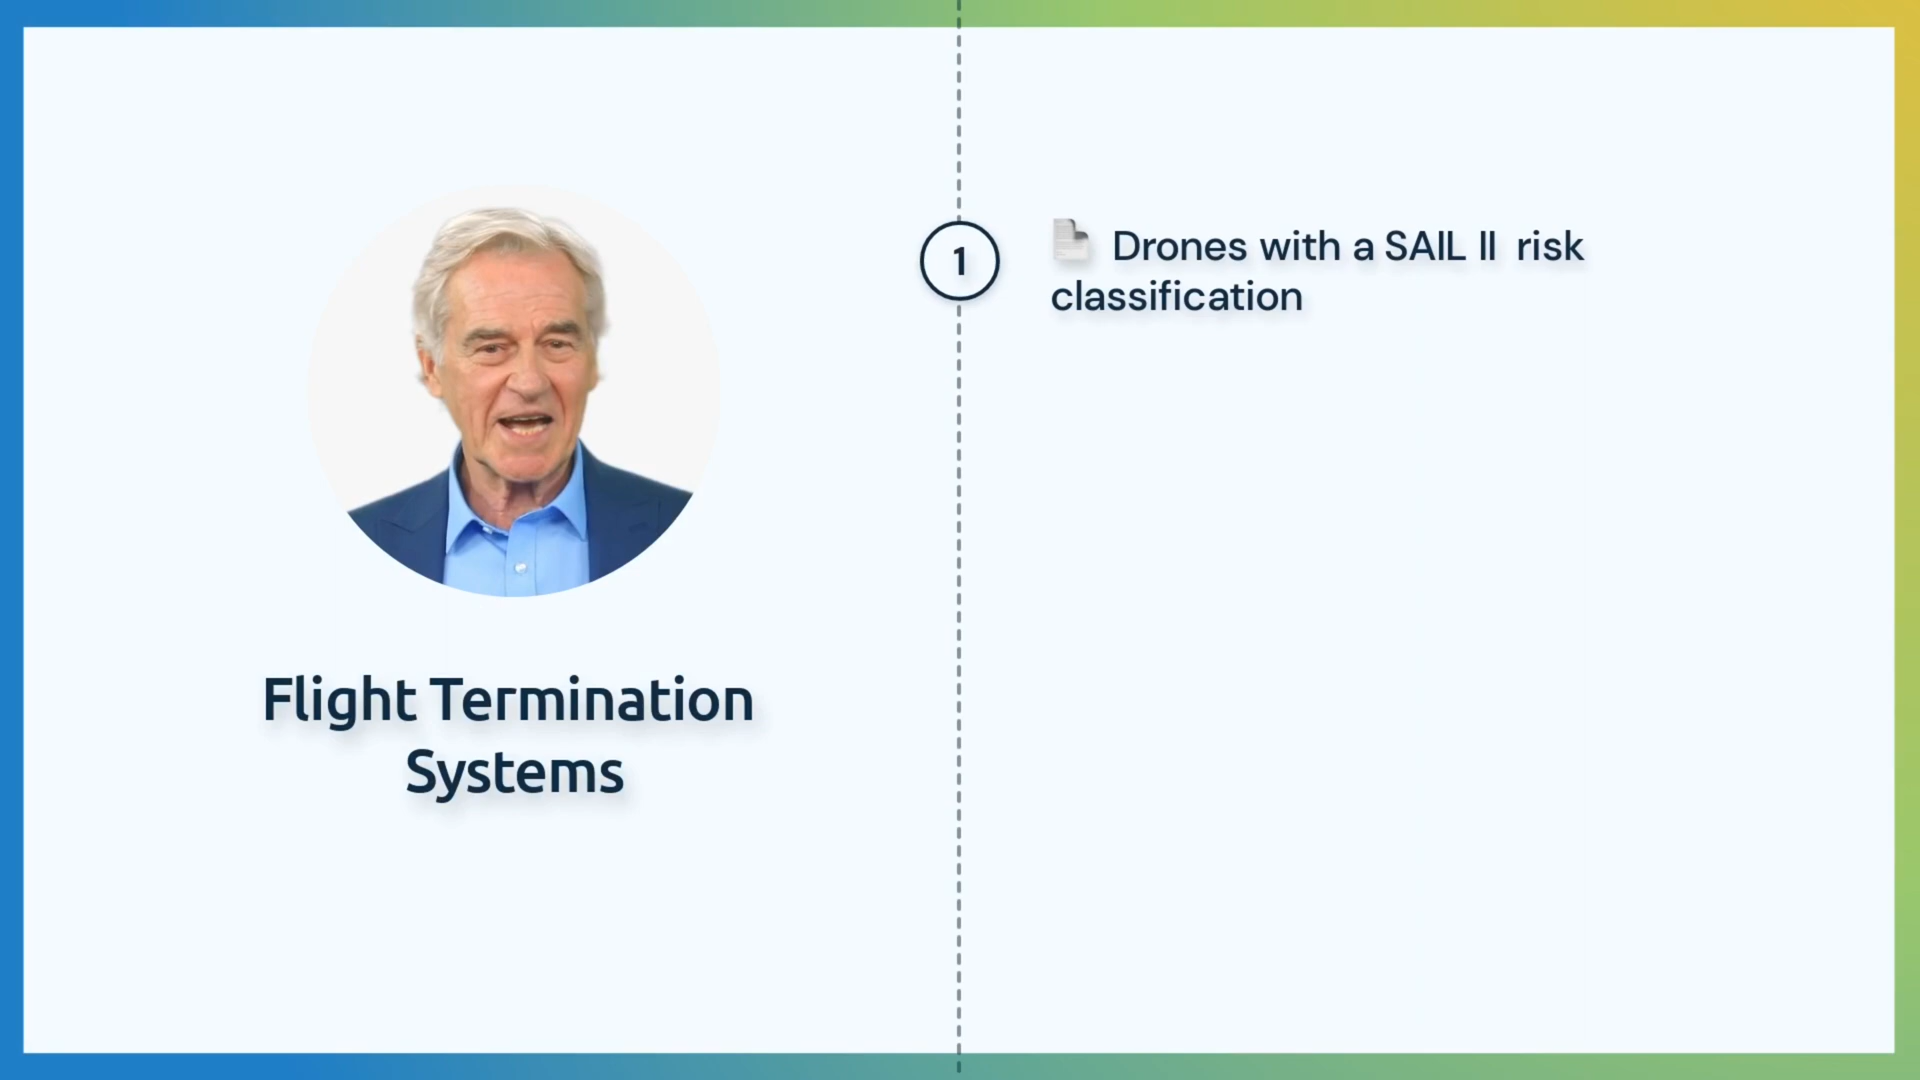 Flight Termination
Systems
1
Drones with a SAIL II risk
classification